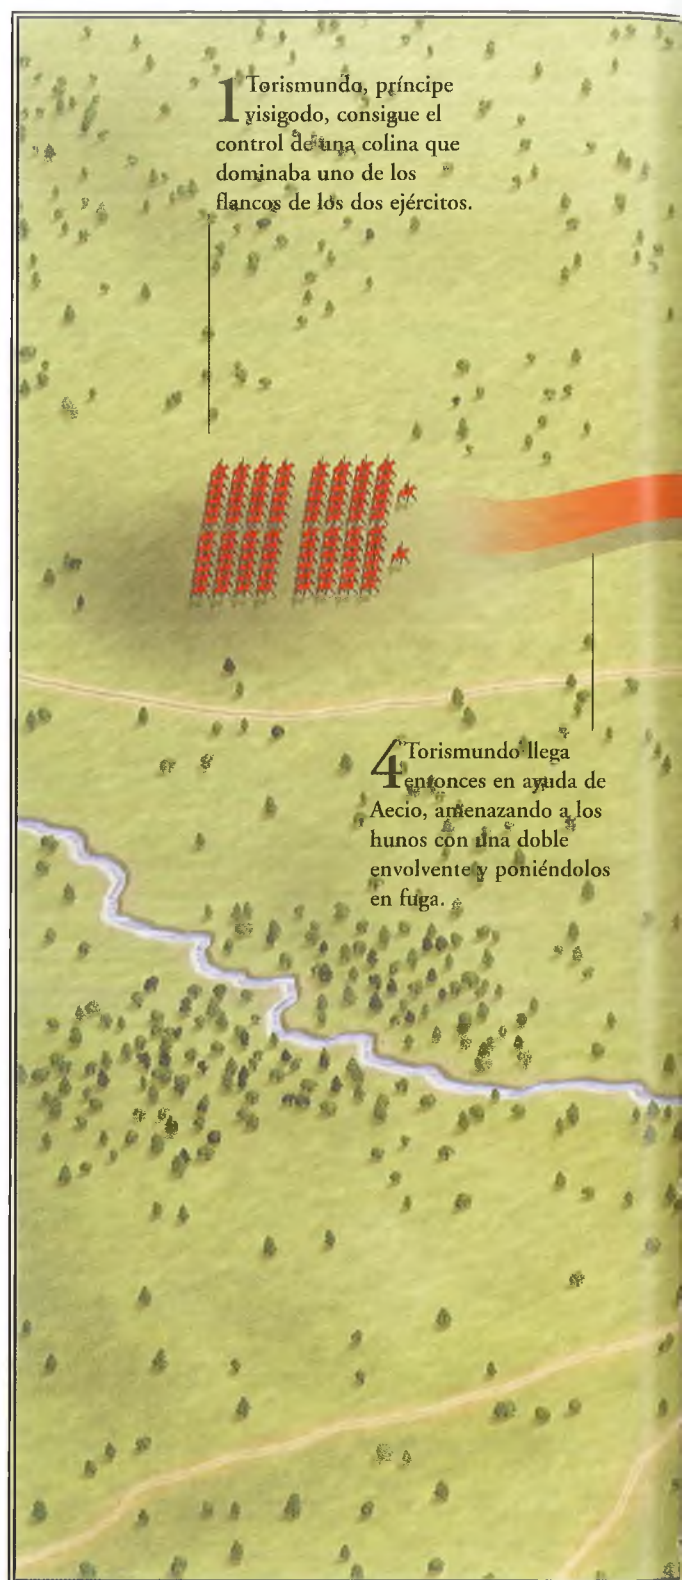 1 Torismundo, príncipe
visigodo, consigue el
control de una colina que
dominaba uno de los
flancos de los dos ejércitos.
4 Torismundo llega
entonces en ayuda de
Aecio, amenazando a los
hunos con una doble
envolvente y poniéndolos
en fuga.